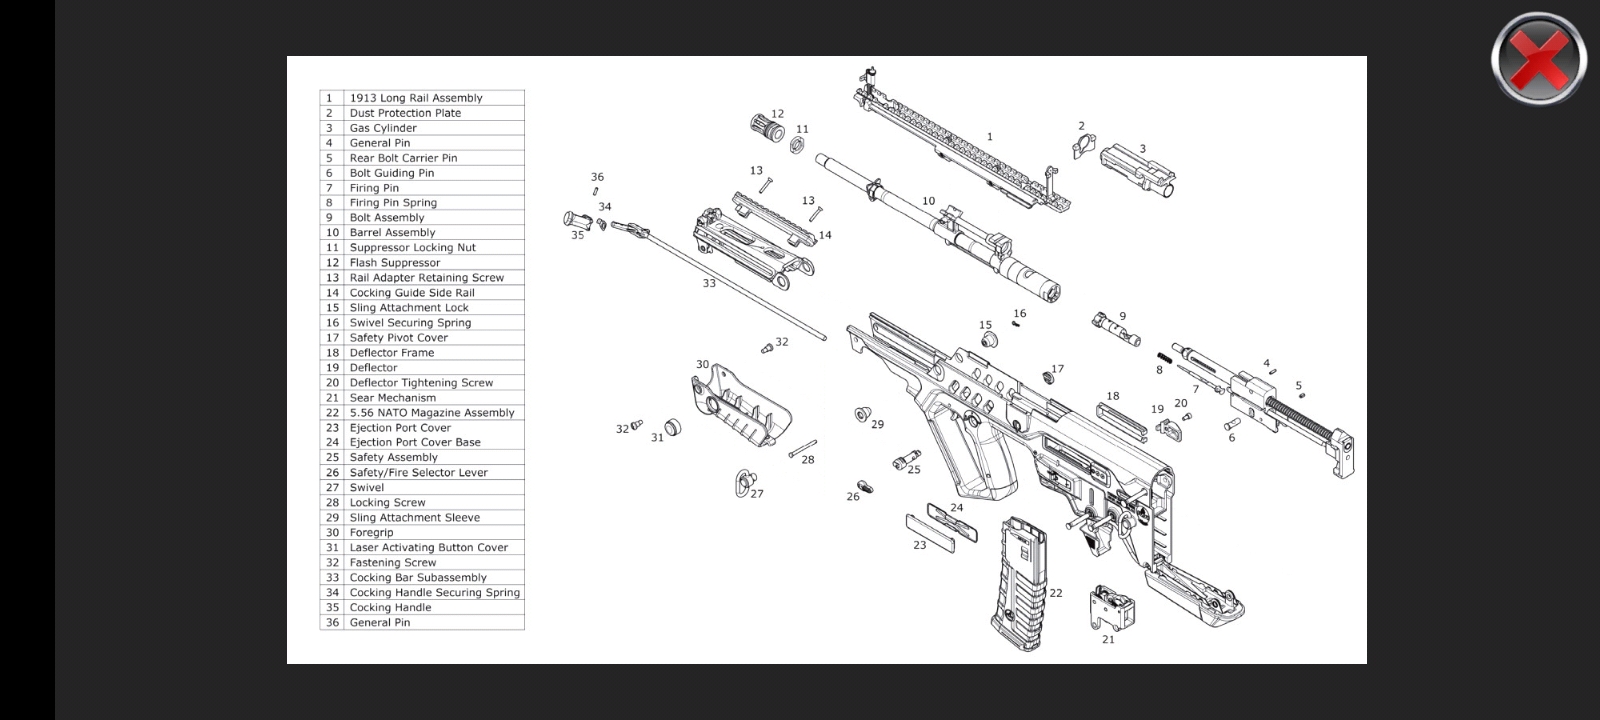 1 1913 Long Rail Assembly
2 Dust Protection Plate
3 Gas Cylinder
4 General Pin
5 Rear Bolt Carrier Pin
6 Bolt Guiding Pin
7 Firing Pin
8 Firing Pin Spring
9 Bolt Assembly
10 Barrel Assembly
11 Suppressor Locking Nut
12 Flash Suppressor
13 Rail Adapter Retaining Screw
14 Cocking Guide Side Rail
15 Sling Attachment Lock
16 Swivel Securing Spring
17 Safety Pivot Cover
18 Deflector Frame
19 Deflector
20 Deflector Tightening Screw
21 Sear Mechanism
22 5.56 NATO Magazine Assembly
23 Ejection Port Cover
24 Ejection Port Cover Base
25 Safety Assembly
26 Safety/Fire Selector Lever
27 Swivel
28 Locking Screw
29 Sling Attachment Sleeve
30 Foregrip
31 Laser Activating Button Cover
32 Fastening Screw
33 Cocking Bar Subassembly
34 Cocking Handle Securing Spring
35 Cocking Handle
36 General Pin
12
11
1
2
3
13
36
13
34
35
14
10
33
16
15
9
32
30
4
8
17
5
7
18
19
20
32
31
29
6
28
25
27
26
24
23
22
21